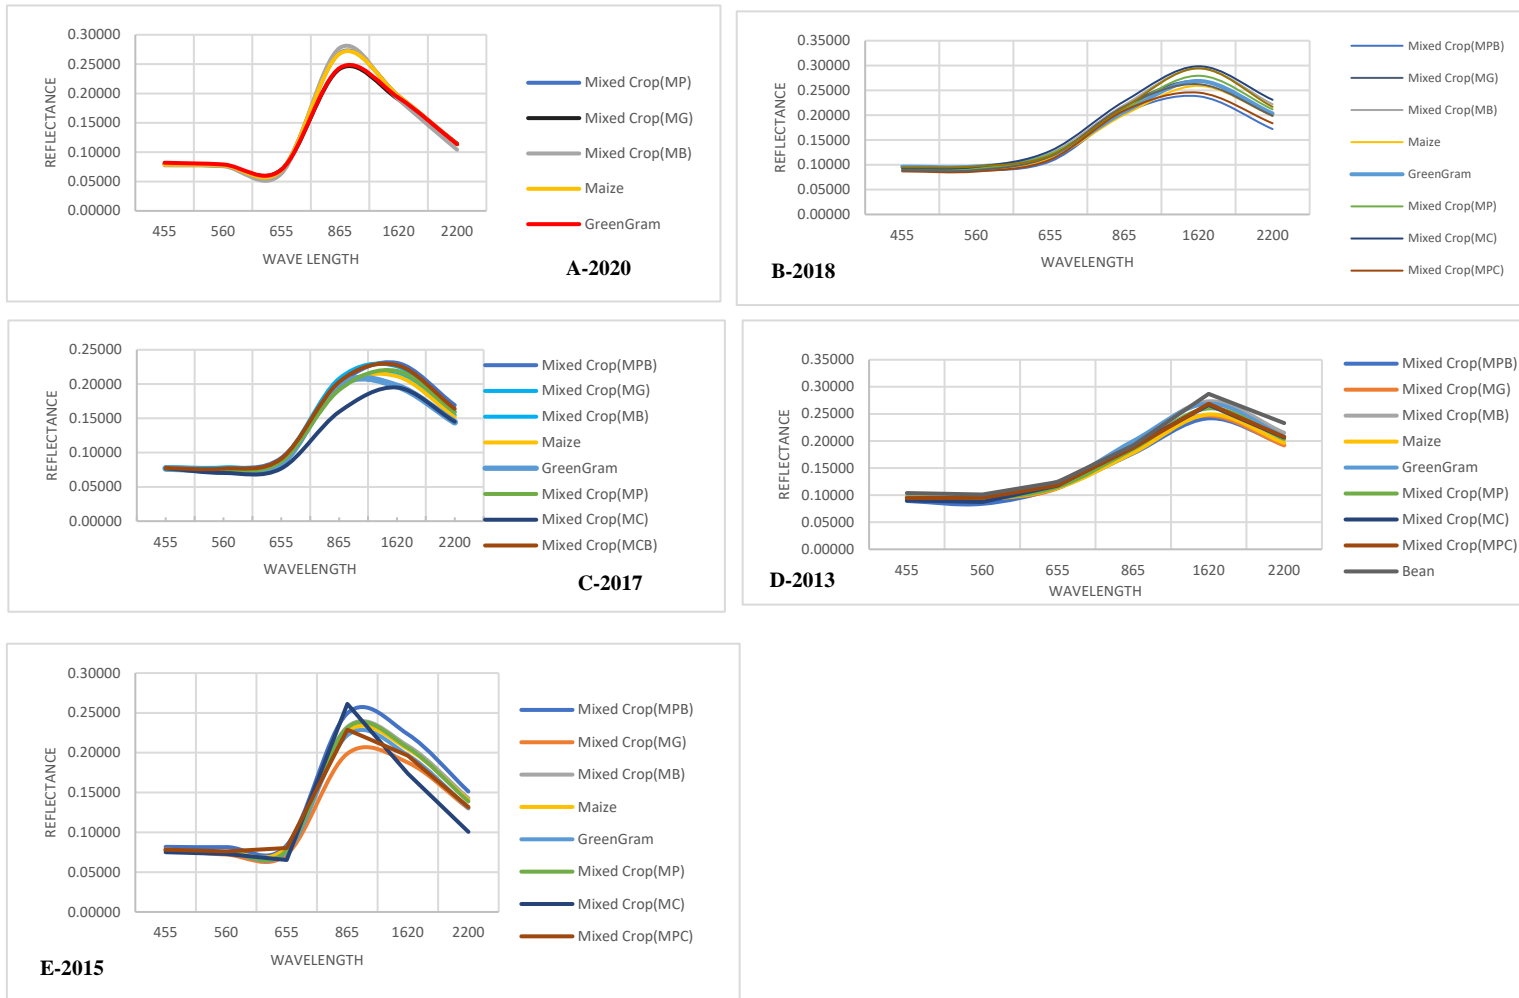 0.30000
0.25000
0.20000
0.15000
0.10000
0.05000
0.00000
REFLECTANCE
455 560 655 865 1620 2200
WAVE LENGTH
Mixed Crop(MP)
Mixed Crop(MG)
Mixed Crop(MB)
Maize
GreenGram
A-2020
0.35000
0.30000
0.25000
0.20000
0.15000
0.10000
0.05000
0.00000
REFLECTANCE
455 560 655 865 1620 2200
WAVELENGTH
Mixed Crop(MPB)
Mixed Crop(MG)
Mixed Crop(MB)
Maize
GreenGram
Mixed Crop(MP)
Mixed Crop(MC)
Mixed Crop(MPC)
B-2018
0.25000
0.20000
0.15000
0.10000
0.05000
0.00000
REFLECTANCE
455 560 655 865 1620 2200
WAVELENGTH
Mixed Crop(MPB)
Mixed Crop(MG)
Mixed Crop(MB)
Maize
GreenGram
Mixed Crop(MP)
Mixed Crop(MC)
Mixed Crop(MCB)
C-2017
0.35000
0.30000
0.25000
0.20000
0.15000
0.10000
0.05000
0.00000
REFLECTANCE
455 560 655 865 1620 2200
WAVELENGTH
Mixed Crop(MPB)
Mixed Crop(MG)
Mixed Crop(MB)
Maize
GreenGram
Mixed Crop(MP)
Mixed Crop(MC)
Mixed Crop(MPC)
Bean
D-2013
0.30000
0.25000
0.20000
0.15000
0.10000
0.05000
0.00000
REFLECTANCE
455 560 655 865 1620 2200
WAVELENGTH
Mixed Crop(MPB)
Mixed Crop(MG)
Mixed Crop(MB)
Maize
GreenGram
Mixed Crop(MP)
Mixed Crop(MC)
Mixed Crop(MPC)
E-2015